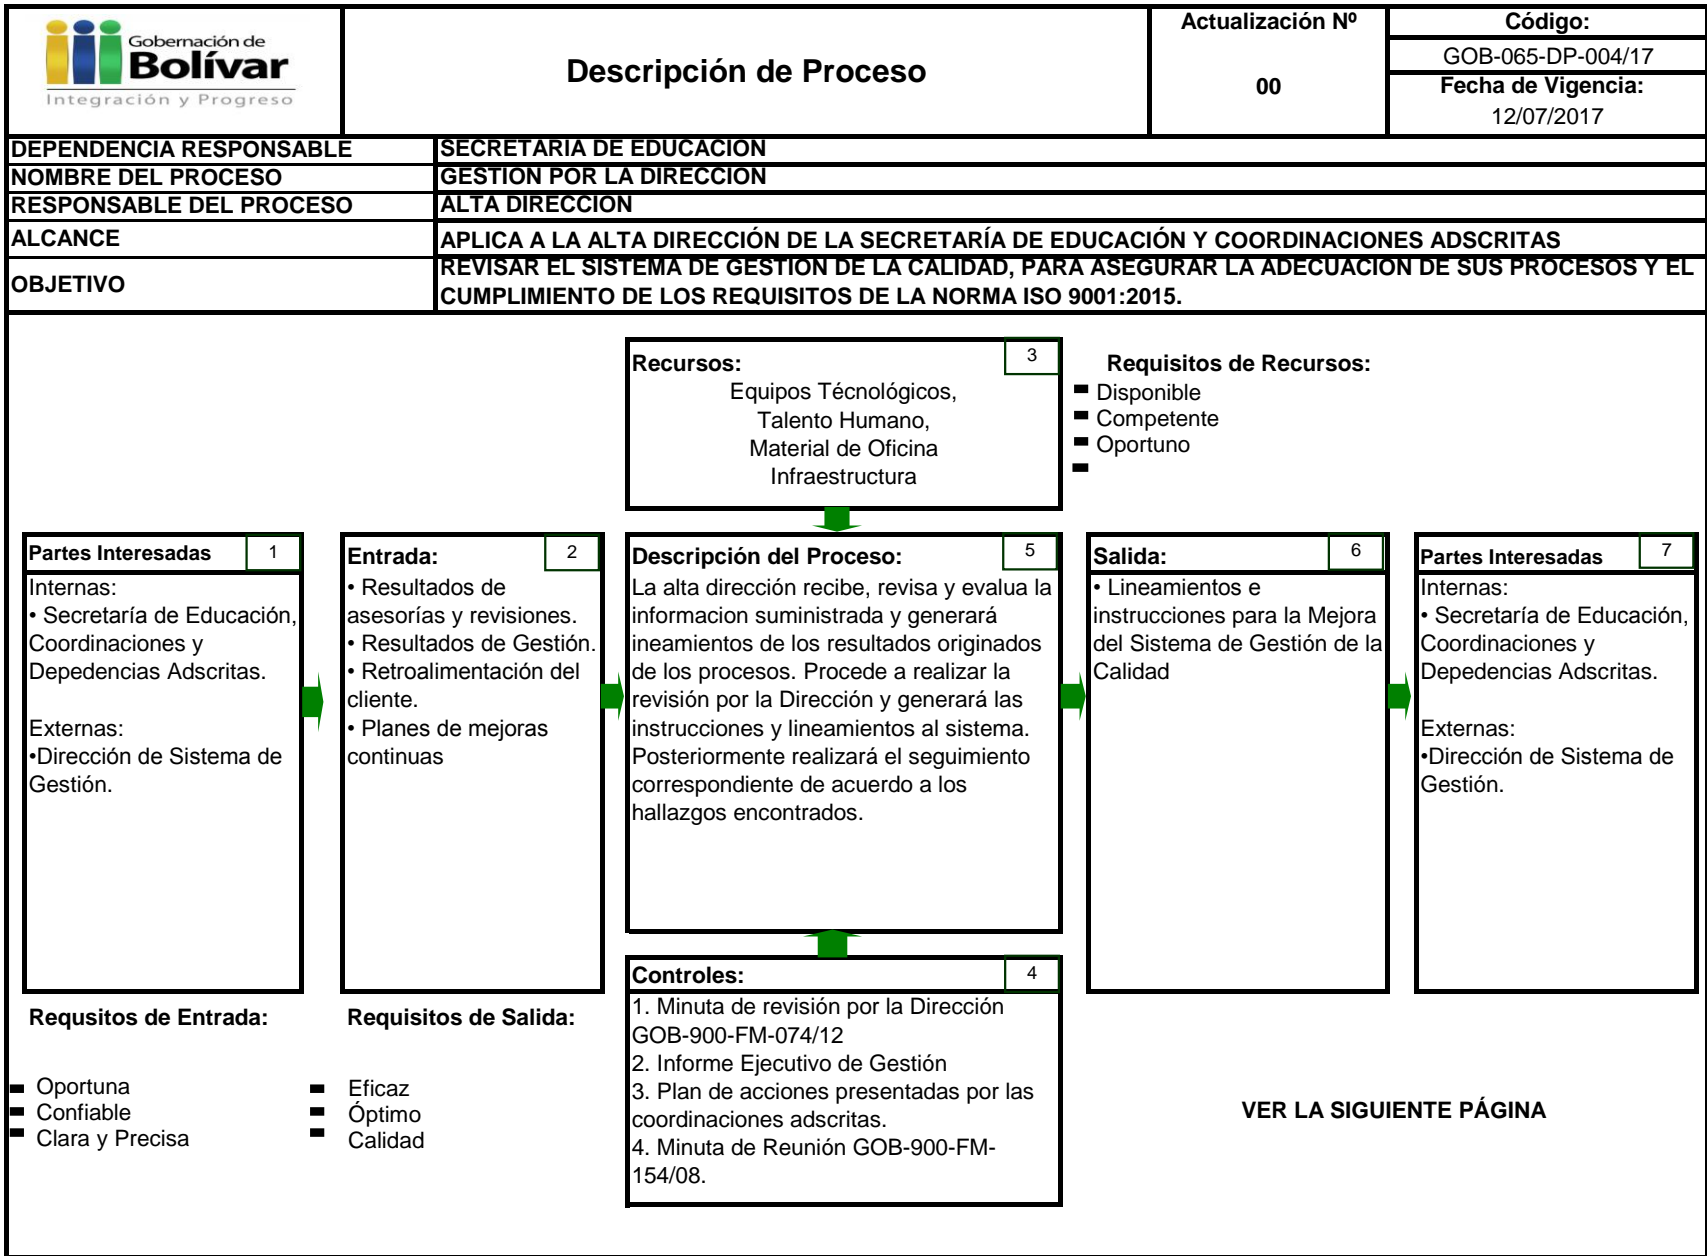 Gobernación de
Bolívar
Integración y Progreso
Descripción de Proceso
Actualización Nº
00
Código:
GOB-065-DP-004/17
Fecha de Vigencia:
12/07/2017
DEPENDENCIA RESPONSABLE
SECRETARIA DE EDUCACION
NOMBRE DEL PROCESO
GESTION POR LA DIRECCION
RESPONSABLE DEL PROCESO
ALTA DIRECCION
ALCANCE
APLICA A LA ALTA DIRECCIÓN DE LA SECRETARÍA DE EDUCACIÓN Y COORDINACIONES ADSCRITAS
OBJETIVO
REVISAR EL SISTEMA DE GESTION DE LA CALIDAD, PARA ASEGURAR LA ADECUACION DE SUS PROCESOS Y EL
CUMPLIMIENTO DE LOS REQUISITOS DE LA NORMA ISO 9001:2015.
Recursos:
3
Equipos Técnológicos,
Talento Humano,
Material de Oficina
Infraestructura
Requisitos de Recursos:
Disponible
Competente
Oportuno
Partes Interesadas
1
Internas:
• Secretaría de Educación,
Coordinaciones y
Depedencias Adscritas.
Externas:
•Dirección de Sistema de
Gestión.
Entrada:
2
• Resultados de
asesorías y revisiones.
• Resultados de Gestión.
• Retroalimentación del
cliente.
• Planes de mejoras
continuas
Descripción del Proceso:
5
La alta dirección recibe, revisa y evalua la
informacion suministrada y generará
ineamientos de los resultados originados
de los procesos. Procede a realizar la
revisión por la Dirección y generará las
instrucciones y lineamientos al sistema.
Posteriormente realizará el seguimiento
correspondiente de acuerdo a los
hallazgos encontrados.
Salida:
6
• Lineamientos e
instrucciones para la Mejora
del Sistema de Gestión de la
Calidad
Partes Interesadas
7
Internas:
• Secretaría de Educación,
Coordinaciones y
Depedencias Adscritas.
Externas:
•Dirección de Sistema de
Gestión.
Requsitos de Entrada:
Oportuna
Confiable
Clara y Precisa
Requisitos de Salida:
Eficaz
Óptimo
Calidad
Controles:
4
1. Minuta de revisión por la Dirección
GOB-900-FM-074/12
2. Informe Ejecutivo de Gestión
3. Plan de acciones presentadas por las
coordinaciones adscritas.
4. Minuta de Reunión GOB-900-FM-
154/08.
VER LA SIGUIENTE PÁGINA